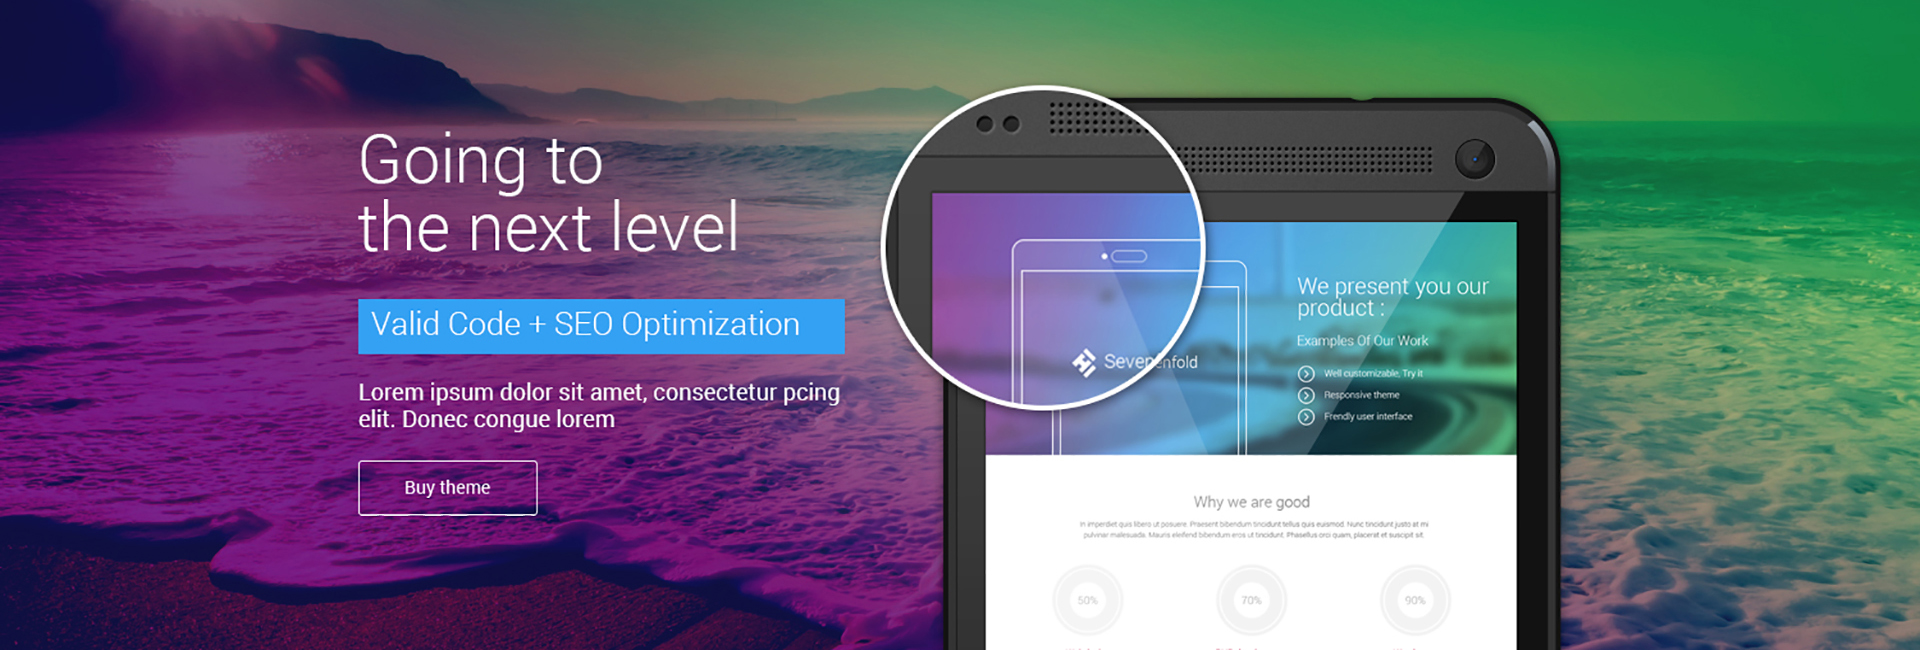 Going to
the next level
Valid Code + SEO Optimization
Lorem ipsum dolor sit amet, consectetur pcing
elit. Donec congue lorem
Buy theme
We present you our
product :
Examples Of Our Work
Well customizable, Try it
Responsive theme
Frendly user interface
Why we are good
In imperdiet quis libero ut posuere. Praesent bibendum tincidunt tellus quis euismod. Nunc tincidunt justo at mi
pulvinar malesuada. Mauris eleifend bibendum eros ut tincidunt. Phasellus orci quam, placerat et suscipit sit.
50%
70%
90%